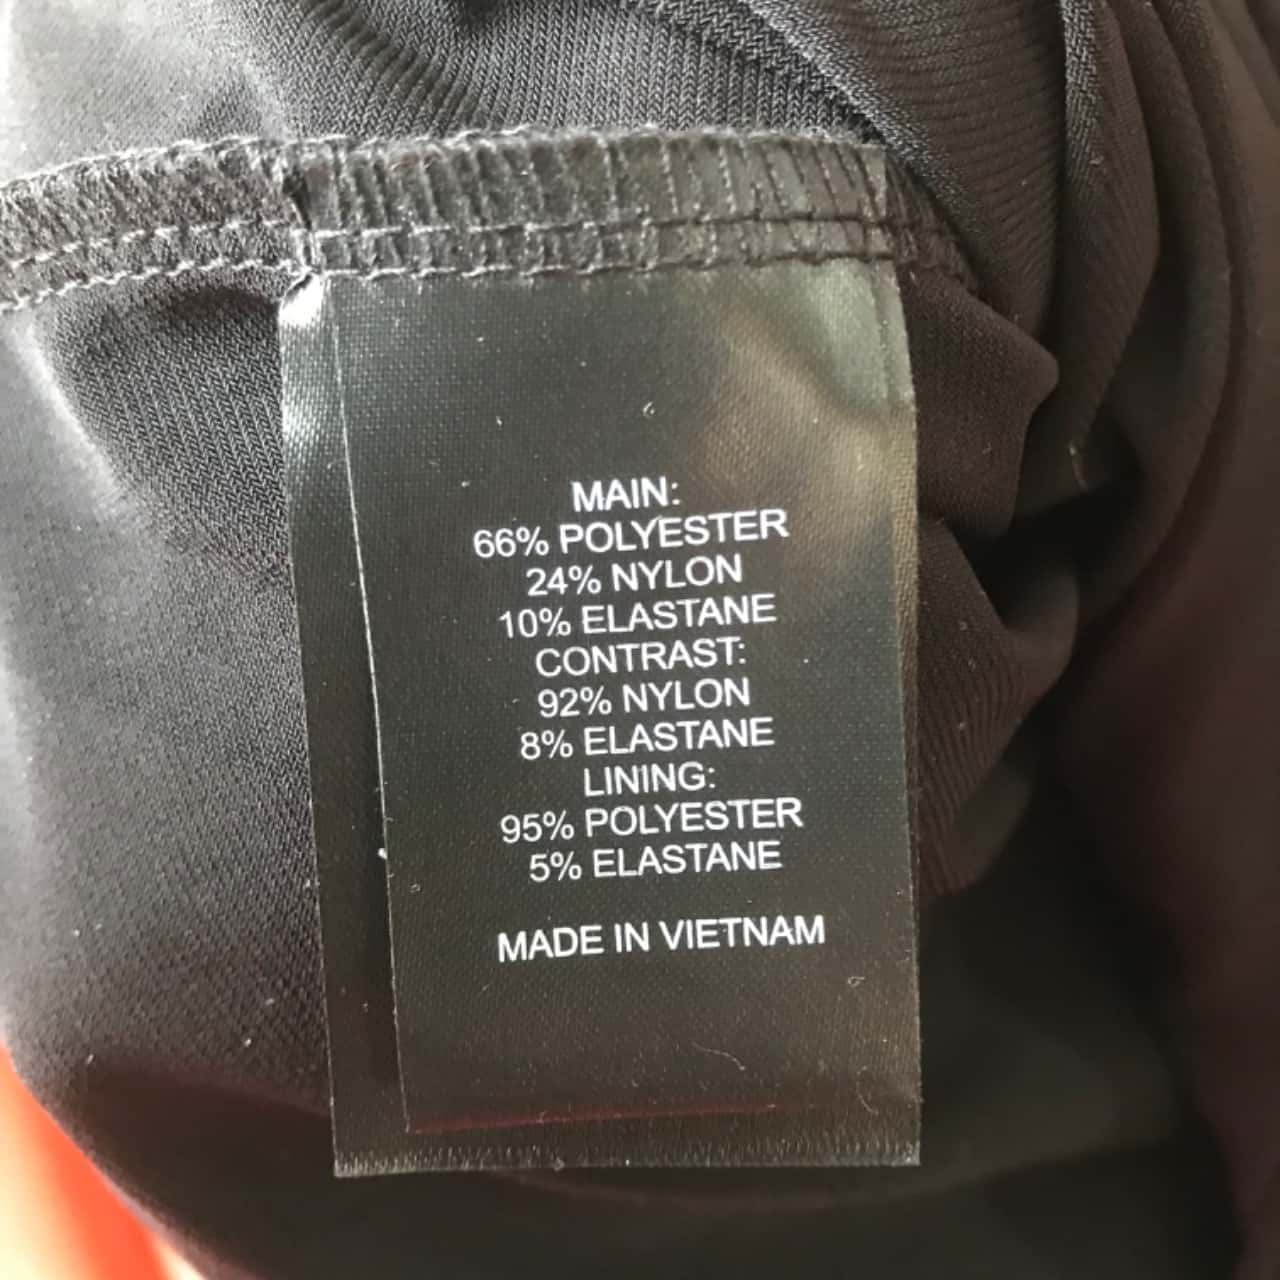 MAIN:
66% POLYESTER
24% NYLON
10% ELASTANE
CONTRAST:
92% NYLON
8% ELASTANE
LINING:
95% POLYESTER
5% ELASTANE
MADE IN VIETNAM